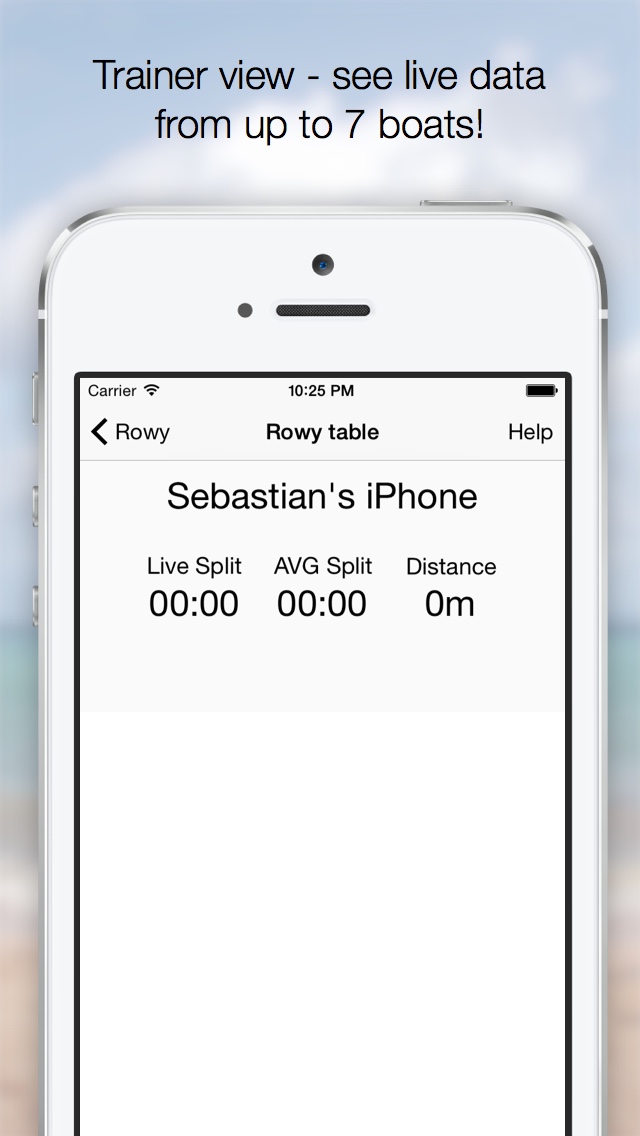 Trainer view - see live data
from up to 7 boats!
Carrier 10:25 PM
Rowy Rowy table Help
Sebastian's iPhone
Live Split AVG Split Distance
00:00 00:00 0m